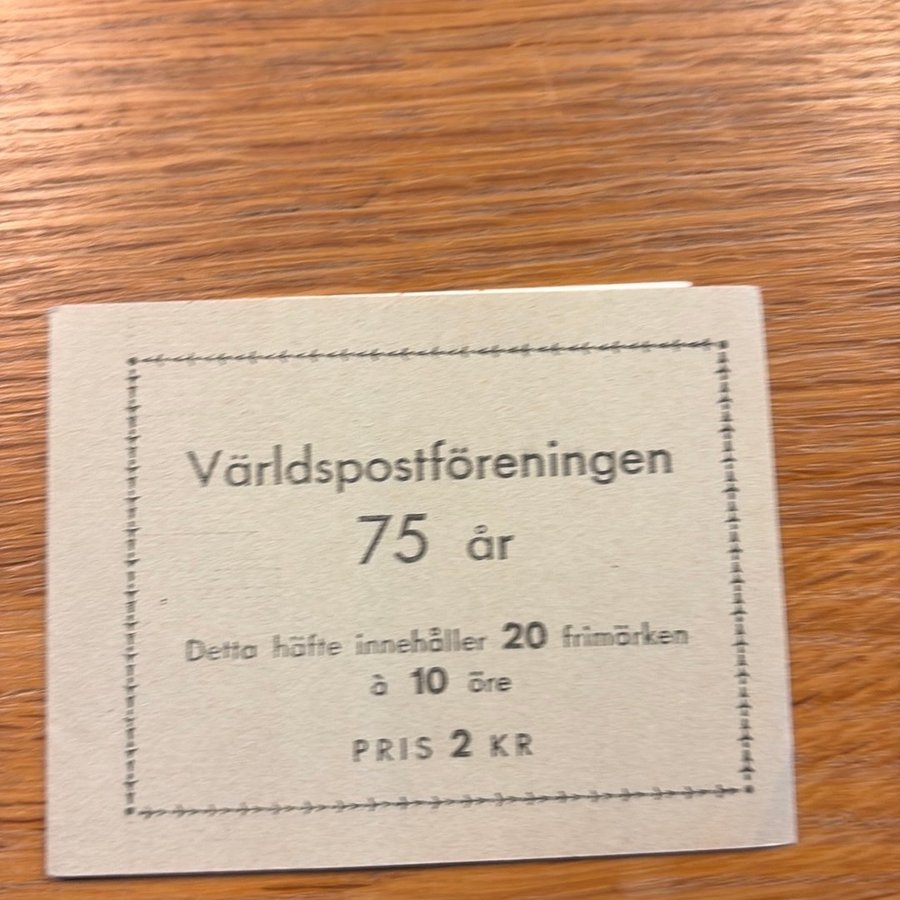 Världspostföreningen
75 år
Detta häfte innehåller 20 frimärken
à 10 öre
PRIS 2 KR